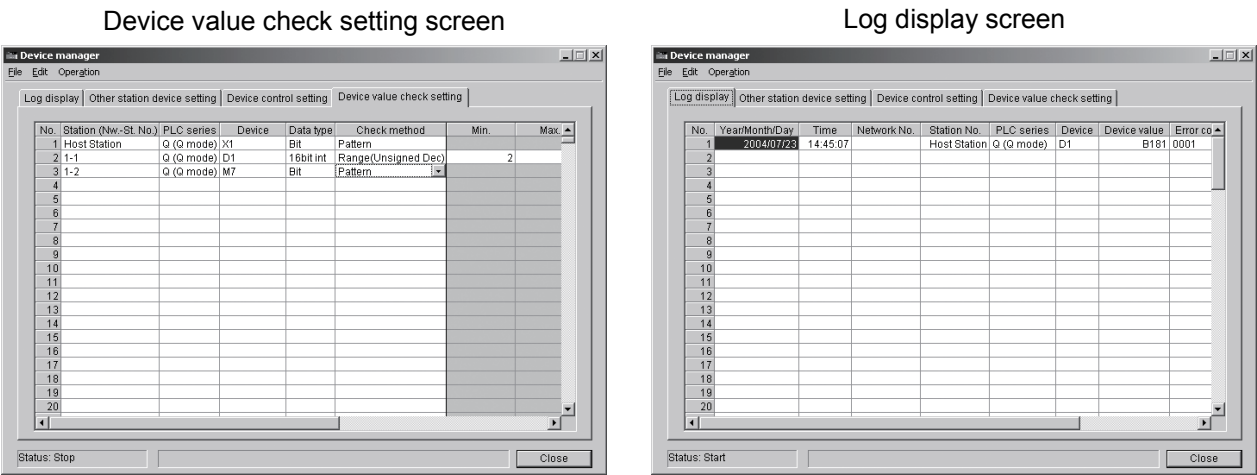 Device value check setting screen
Device manager
File Edit Operation
Log display Other station device setting Device control setting Device value check setting
No. Station (Nw.-St. No.) PLC series Device Data type Check method Min. Max.
1 Host Station Q (Q mode) X1 Bit Pattern
2 1-1 Q (Q mode) D1 16bit int Range(Unsigned Dec) 2
3 1-2 Q (Q mode) M7 Bit Pattern
4
5
6
7
8
9
10
11
12
13
14
15
16
17
18
19
20
Status: Stop Close
Log display screen
Device manager
File Edit Operation
Log display Other station device setting Device control setting Device value check setting
No. Year/Month/Day Time Network No. Station No. PLC series Device Device value Error co
1 2004/07/23 14:45:07 Host Station Q (Q mode) D1 B181 0001
2
3
4
5
6
7
8
9
10
11
12
13
14
15
16
17
18
19
20
Status: Start Close